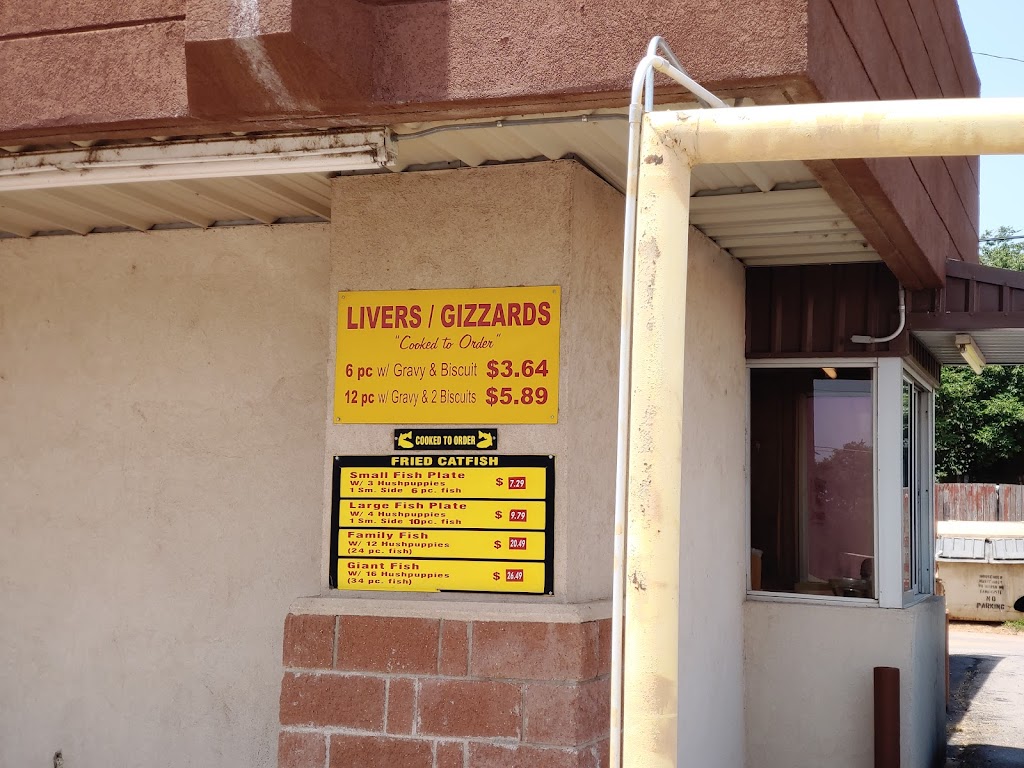 LIVERS / GIZZARDS
"Cooked to Order"
6 pc w/ Gravy & Biscuit $3.64
12 pc w/ Gravy & 2 Biscuits $5.89
COOKED TO ORDER
FRIED CATFISH
Small Fish Plate
W/ 3 Hushpuppies $ 7.29
1 Sm. Side 6 pc. fish
Large Fish Plate
W/ 4 Hushpuppies $ 9.79
1 Sm. Side 10pc. fish
Family Fish
W/ 12 Hushpuppies $ 20.49
(24 pc. fish)
Giant Fish
W/ 16 Hushpuppies $ 26.49
(34 pc. fish)
NO
PARKING